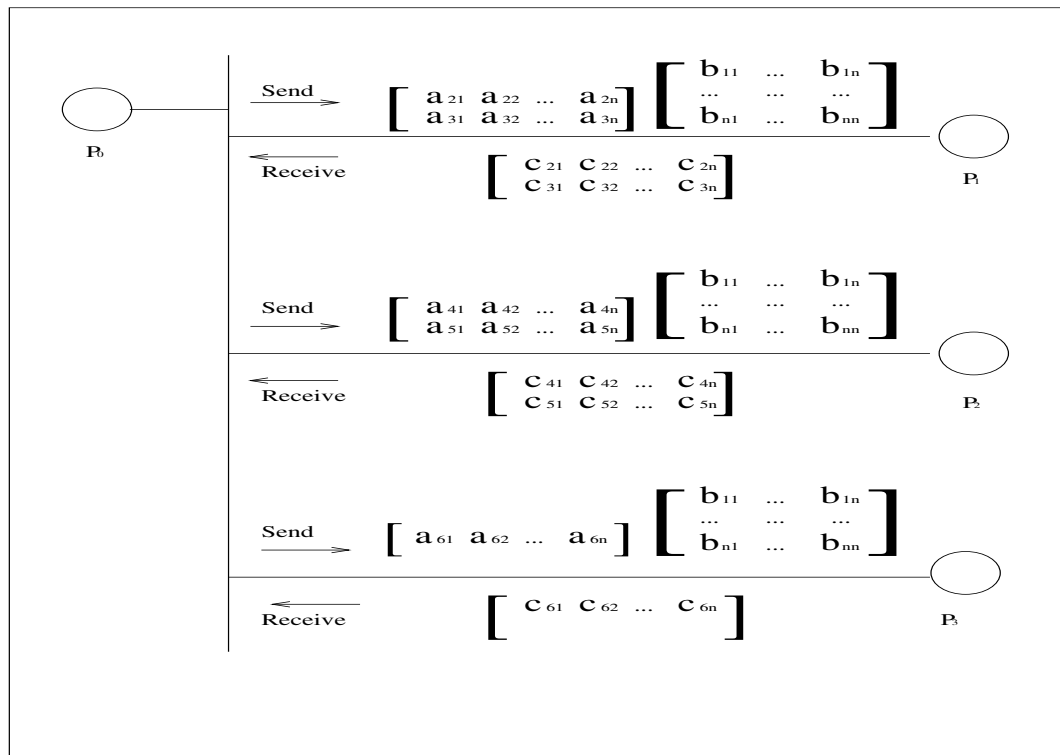 b11 ... b1n
Send
a21 a22 ... a2n
... ... ...
a31 a32 ... a3n
bn1 ... bnn
P0
Receive
c21 c22 ... c2n
c31 c32 ... c3n
P1
b11 ... b1n
Send
a41 a42 ... a4n
... ... ...
a51 a52 ... a5n
bn1 ... bnn
Receive
c41 c42 ... c4n
c51 c52 ... c5n
P2
b11 ... b1n
Send
... ... ...
[ a61 a62 ... a6n ]
bn1 ... bnn
Receive
c61 c62 ... c6n
P3